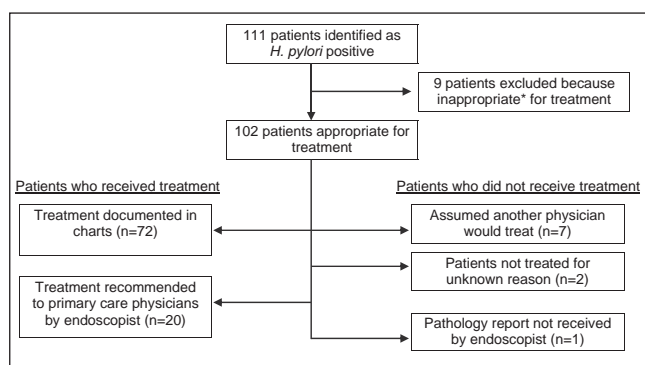 111 patients identified as
H. pylori positive
9 patients excluded because
inappropriate* for treatment
102 patients appropriate for
treatment
Patients who received treatment
Treatment documented in
charts (n=72)
Treatment recommended
to primary care physicians
by endoscopist (n=20)
Patients who did not receive treatment
Assumed another physician
would treat (n=7)
Patients not treated for
unknown reason (n=2)
Pathology report not received
by endoscopist (n=1)